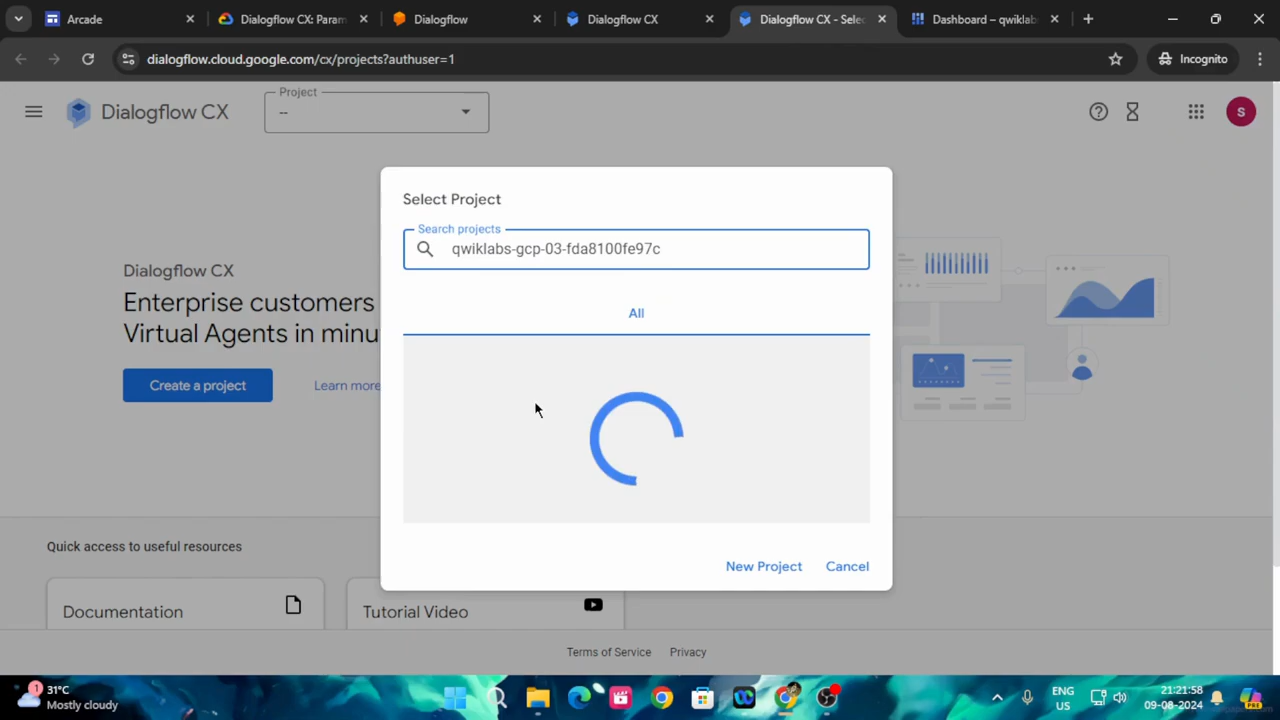 Arcade
Dialogflow CX: Param
Dialogflow
Dialogflow CX
Dialogflow CX - Selec
Dashboard – qwiklab
dialogflow.cloud.google.com/cx/projects?authuser=1
Incognito
Dialogflow CX
Project
--
S
Select Project
Search projects
qwiklabs-gcp-03-fda8100fe97c
All
New Project
Cancel
Dialogflow CX
Enterprise customers
Virtual Agents in minu
Create a project
Learn more
Quick access to useful resources
Documentation
Tutorial Video
Terms of Service
Privacy
1
31°C
Mostly cloudy
ENG
US
21:21:58
09-08-2024
PRE